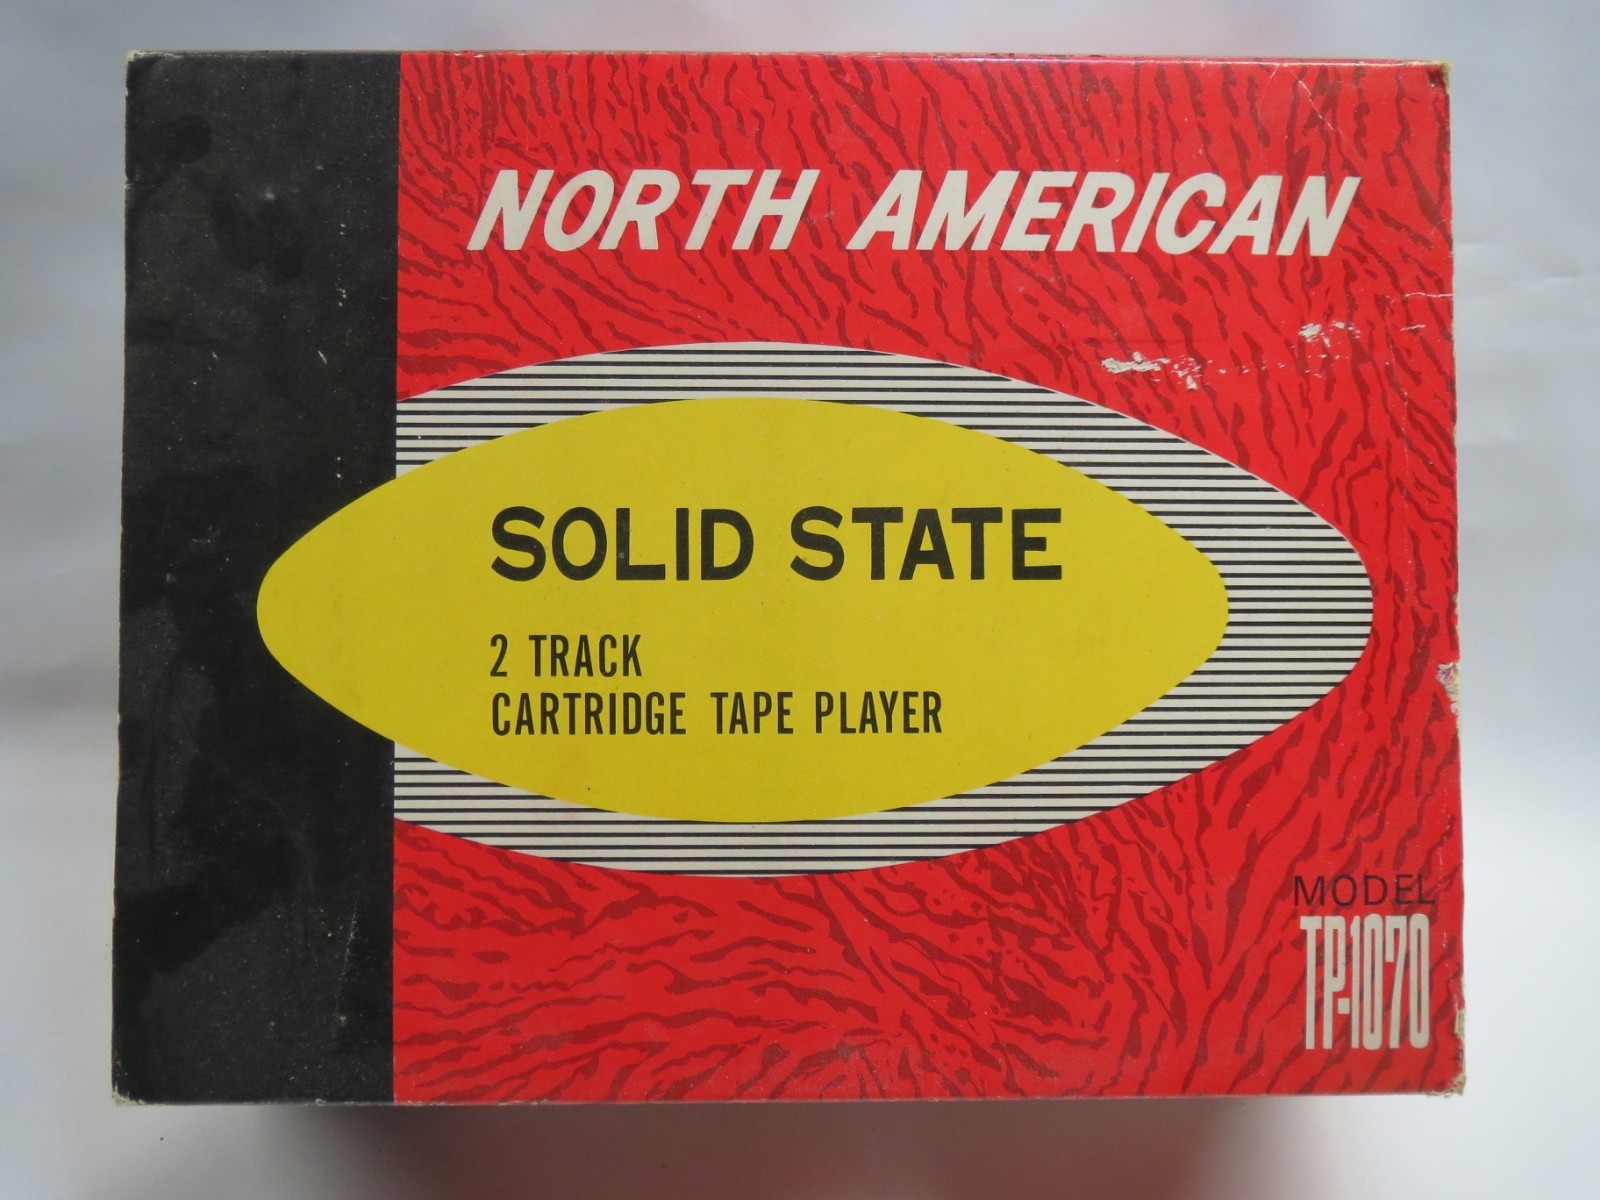 NORTH AMERICAN
SOLID STATE
2 TRACK
CARTRIDGE TAPE PLAYER
MODEL
TP-1070